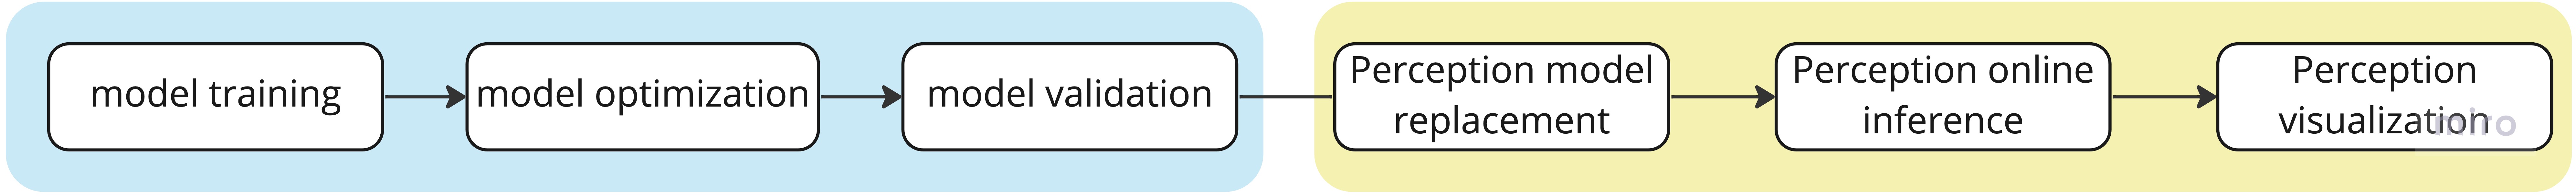 model training
model optimization
model validation
Perception model
replacement
Perception online
inference
Perception
visualization
miro